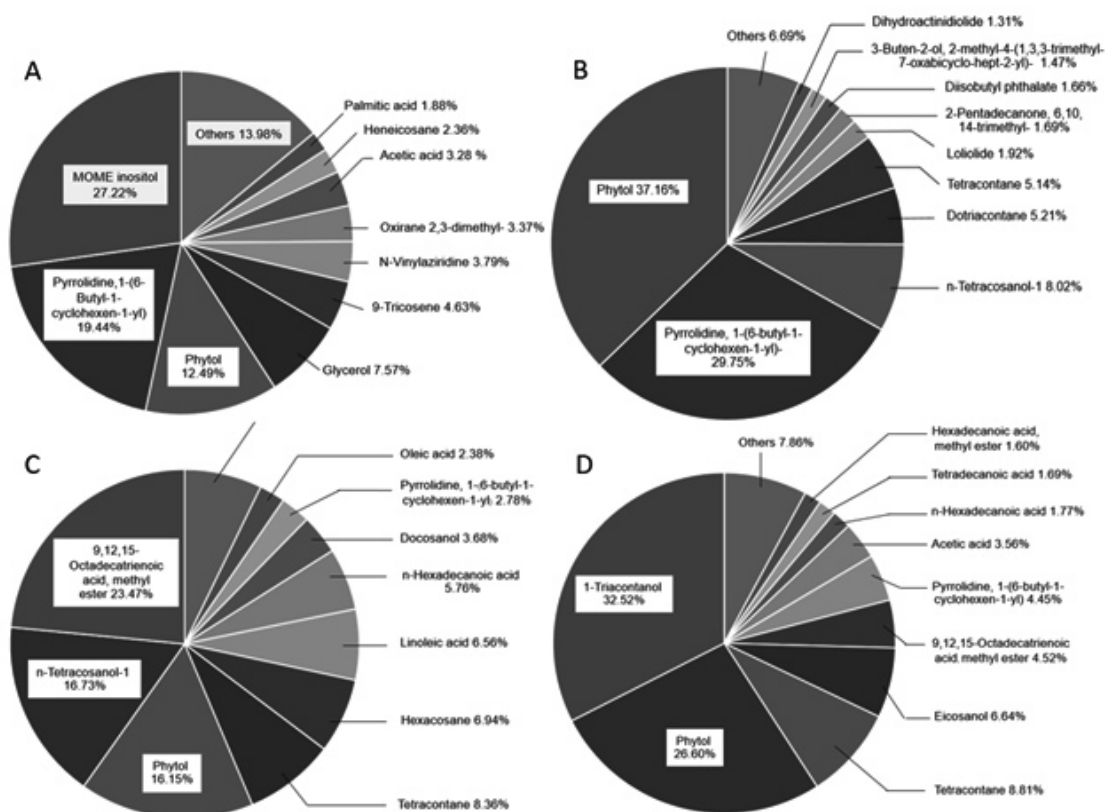 A
Others 13.98%
Palmitic acid 1.88%
Heneicosane 2.36%
Acetic acid 3.28 %
Oxirane 2,3-dimethyl- 3.37%
N-Vinylaziridine 3.79%
9-Tricosene 4.63%
Glycerol 7.57%
Phytol
12.49%
Pyrrolidine,1-(6-
Butyl-1-
cyclohexen-1-yl)
19.44%
MOME inositol
27.22%
B
Others 6.69%
Dihydroactinidiolide 1.31%
3-Buten-2-ol, 2-methyl-4-(1,3,3-trimethyl-
7-oxabicyclo-hept-2-yl)- 1.47%
Diisobutyl phthalate 1.66%
2-Pentadecanone, 6,10,
14-trimethyl- 1.69%
Loliolide 1.92%
Tetracontane 5.14%
Dotriacontane 5.21%
n-Tetracosanol-1 8.02%
Pyrrolidine, 1-(6-butyl-1-
cyclohexen-1-yl)-
29.75%
Phytol 37.16%
C
Oleic acid 2.38%
Pyrrolidine, 1-(6-butyl-1-
cyclohexen-1-yl) 2.78%
Docosanol 3.68%
n-Hexadecanoic acid
5.76%
Linoleic acid 6.56%
Hexacosane 6.94%
Tetracontane 8.36%
Phytol
16.15%
n-Tetracosanol-1
16.73%
9,12,15-
Octadecatrienoic
acid, methyl
ester 23.47%
D
Others 7.86%
Hexadecanoic acid,
methyl ester 1.60%
Tetradecanoic acid 1.69%
n-Hexadecanoic acid 1.77%
Acetic acid 3.56%
Pyrrolidine, 1-(6-butyl-1-
cyclohexen-1-yl) 4.45%
9,12,15-Octadecatrienoic
acid. methyl ester 4.52%
Eicosanol 6.64%
Tetracontane 8.81%
Phytol
26.60%
1-Triacontanol
32.52%